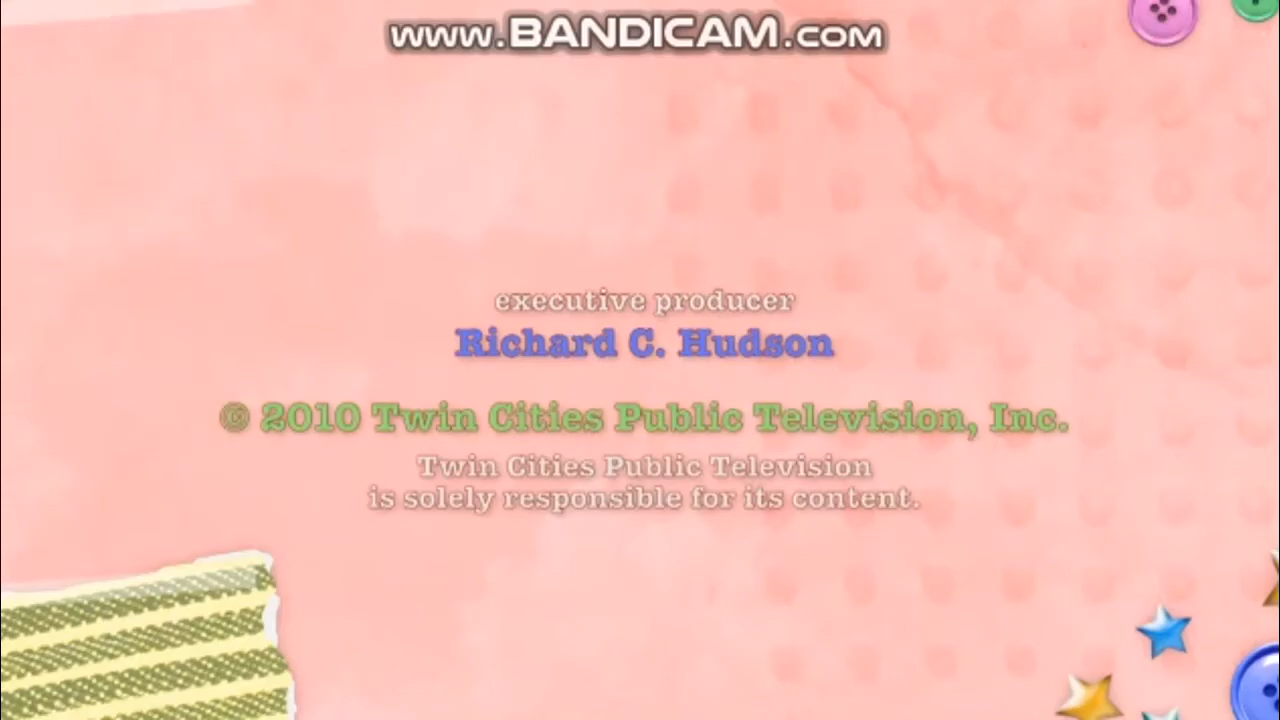 www.BANDICAM.com
executive producer
Richard C. Hudson
© 2010 Twin Cities Public Television, Inc.
Twin Cities Public Television
is solely responsible for its content.